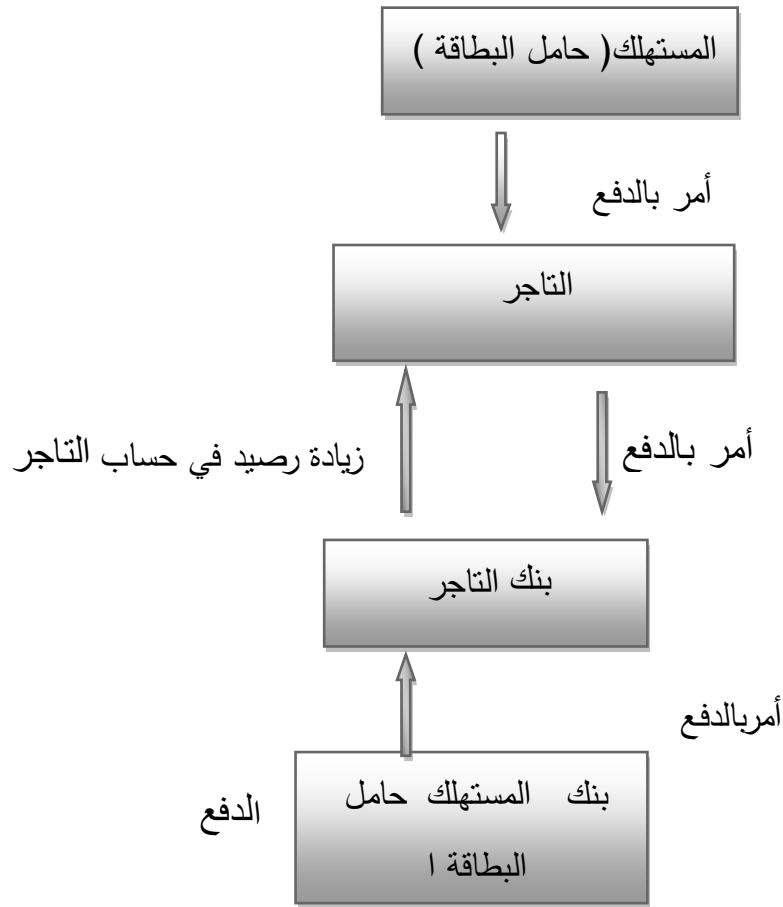 المستهلك( حامل البطاقة )
أمر بالدفع
التاجر
أمر بالدفع
زيادة رصيد في حساب التاجر
بنك التاجر
أمربالدفع
بنك المستهلك حامل
البطاقة ا
الدفع